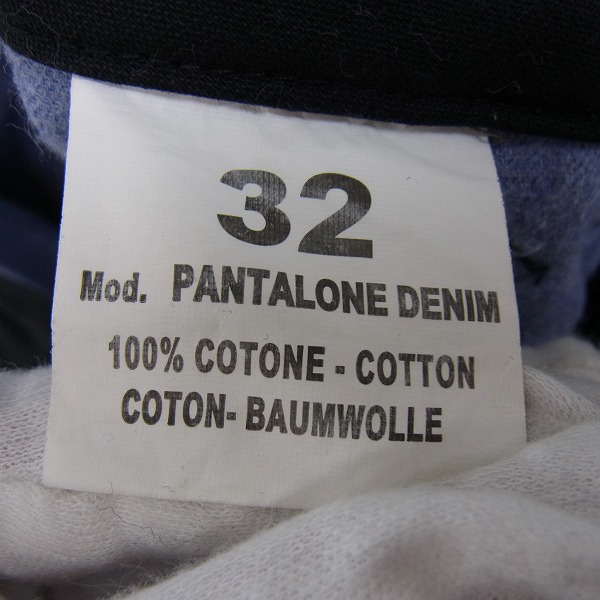 32
Mod. PANTALONE DENIM
100% COTONE - COTTON
COTON- BAUMWOLLE